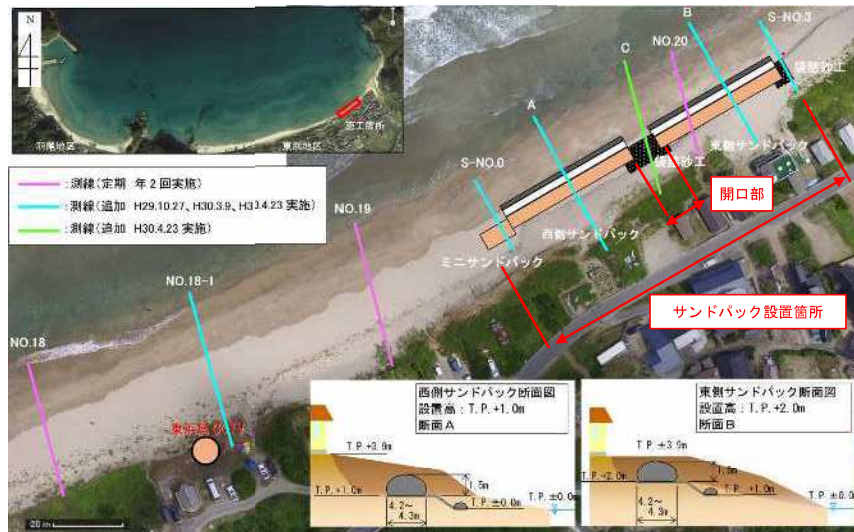 N
4
羽尾地区
東浜地区
施工箇所
:測線(定期 年2回実施)
:測線(追加 H29.10.27、H30.3.9、H30.4.23 実施)
:測線(追加 H30.4.23 実施)
S-NO.3
B
NO.20
C
A
S-NO.0
袋詰砂工
東側サンドパック
袋詰砂工
西側サンドパック
ミニサンドパック
開口部
サンドパック設置箇所
NO.19
NO.18-1
NO.18
20 m
西側サンドパック断面図
設置高:T.P.+1.0m
断面A
T.P.+3.9m
1.5m
T.P.+1.0m
T.P.±0.0m
T.P.±0.0m
4.2~
4.3m
東側サンドパック断面図
設置高:T.P.+2.0m
断面B
T.P.±3.9m
1.5m
T.P.+2.0m
T.P.+1.0m
T.P.±0.0m
4.2~
4.3m